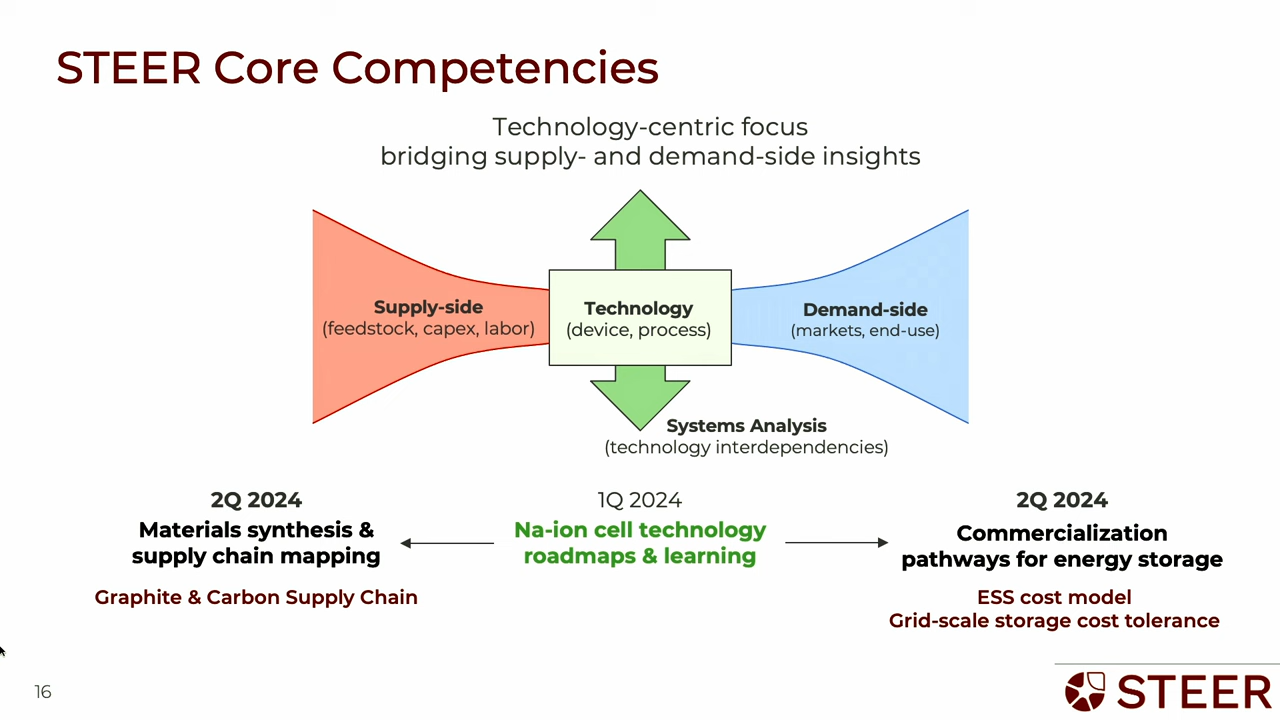 STEER Core Competencies
Technology-centric focus
bridging supply- and demand-side insights
Supply-side
(feedstock, capex, labor)
Technology
(device, process)
Demand-side
(markets, end-use)
Systems Analysis
(technology interdependencies)
2Q 2024
Materials synthesis &
supply chain mapping
Graphite & Carbon Supply Chain
1Q 2024
Na-ion cell technology
roadmaps & learning
2Q 2024
Commercialization
pathways for energy storage
ESS cost model
Grid-scale storage cost tolerance
16
STEER